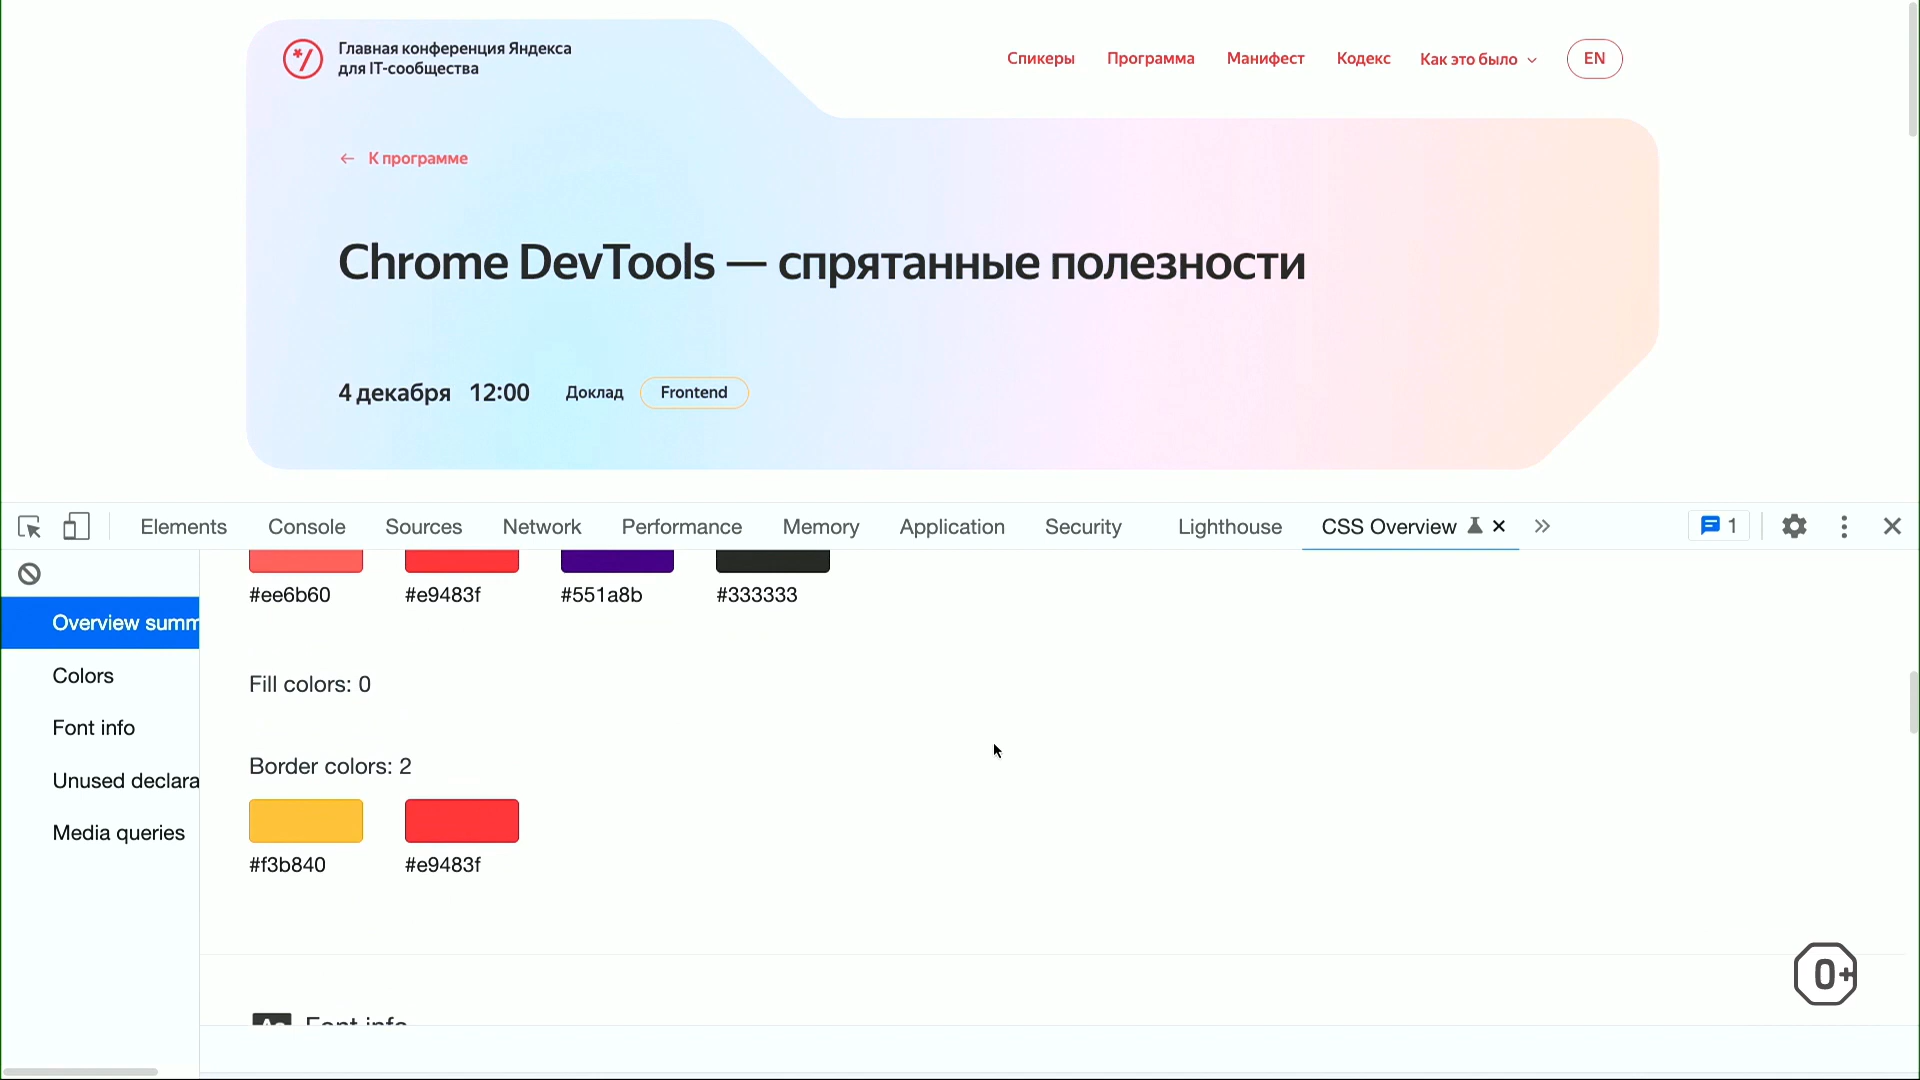 Главная конференция Яндекса
для IT-сообщества
Спикеры
Программа
Манифест
Кодекс
Как это было
EN
← К программе
Chrome DevTools — спрятанные полезности
4 декабря 12:00 Доклад Frontend
Elements
Console
Sources
Network
Performance
Memory
Application
Security
Lighthouse
CSS Overview
1
Overview summ
Colors
Font info
Unused declara
Media queries
#ee6b60
#e9483f
#551a8b
#333333
Fill colors: 0
Border colors: 2
#f3b840
#e9483f
Font info
0+